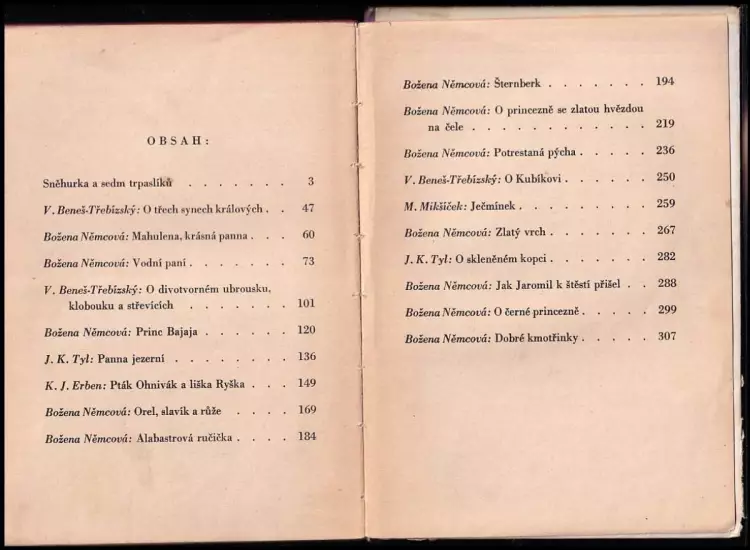 OBSAH:
Sněhurka a sedm trpaslíků . . . . . . . 3
V. Beneš-Třebízský: O třech synech králových . . 47
Božena Němcová: Mahulena, krásná panna . . . 60
Božena Němcová: Vodní paní . . . . . . 73
V. Beneš-Třebízský: O divotvorném ubrousku,
klobouku a střevících . . . . . 101
Božena Němcová: Princ Bajaja . . . . . 120
J. K. Tyl: Panna jezerní . . . . . . . 136
K. J. Erben: Pták Ohnivák a liška Ryška . . . 149
Božena Němcová: Orel, slavík a růže . . . . 169
Božena Němcová: Alabastrová ručička . . . . 184
Božena Němcová: Šternberk . . . . . . . 194
Božena Němcová: O princezně se zlatou hvězdou
na čele . . . . . . . . . . . . 219
Božena Němcová: Potrestaná pýcha . . . . . 236
V. Beneš-Třebízský: O Kubíkovi . . . . . 250
M. Mikšíček: Ječmínek . . . . . . . . 259
Božena Němcová: Zlatý vrch . . . . . . 267
J. K. Tyl: O skleněném kopci . . . . . . 282
Božena Němcová: Jak Jaromil k štěstí přišel . . 288
Božena Němcová: O černé princezně . . . . . 299
Božena Němcová: Dobré kmotřinky . . . . . 307